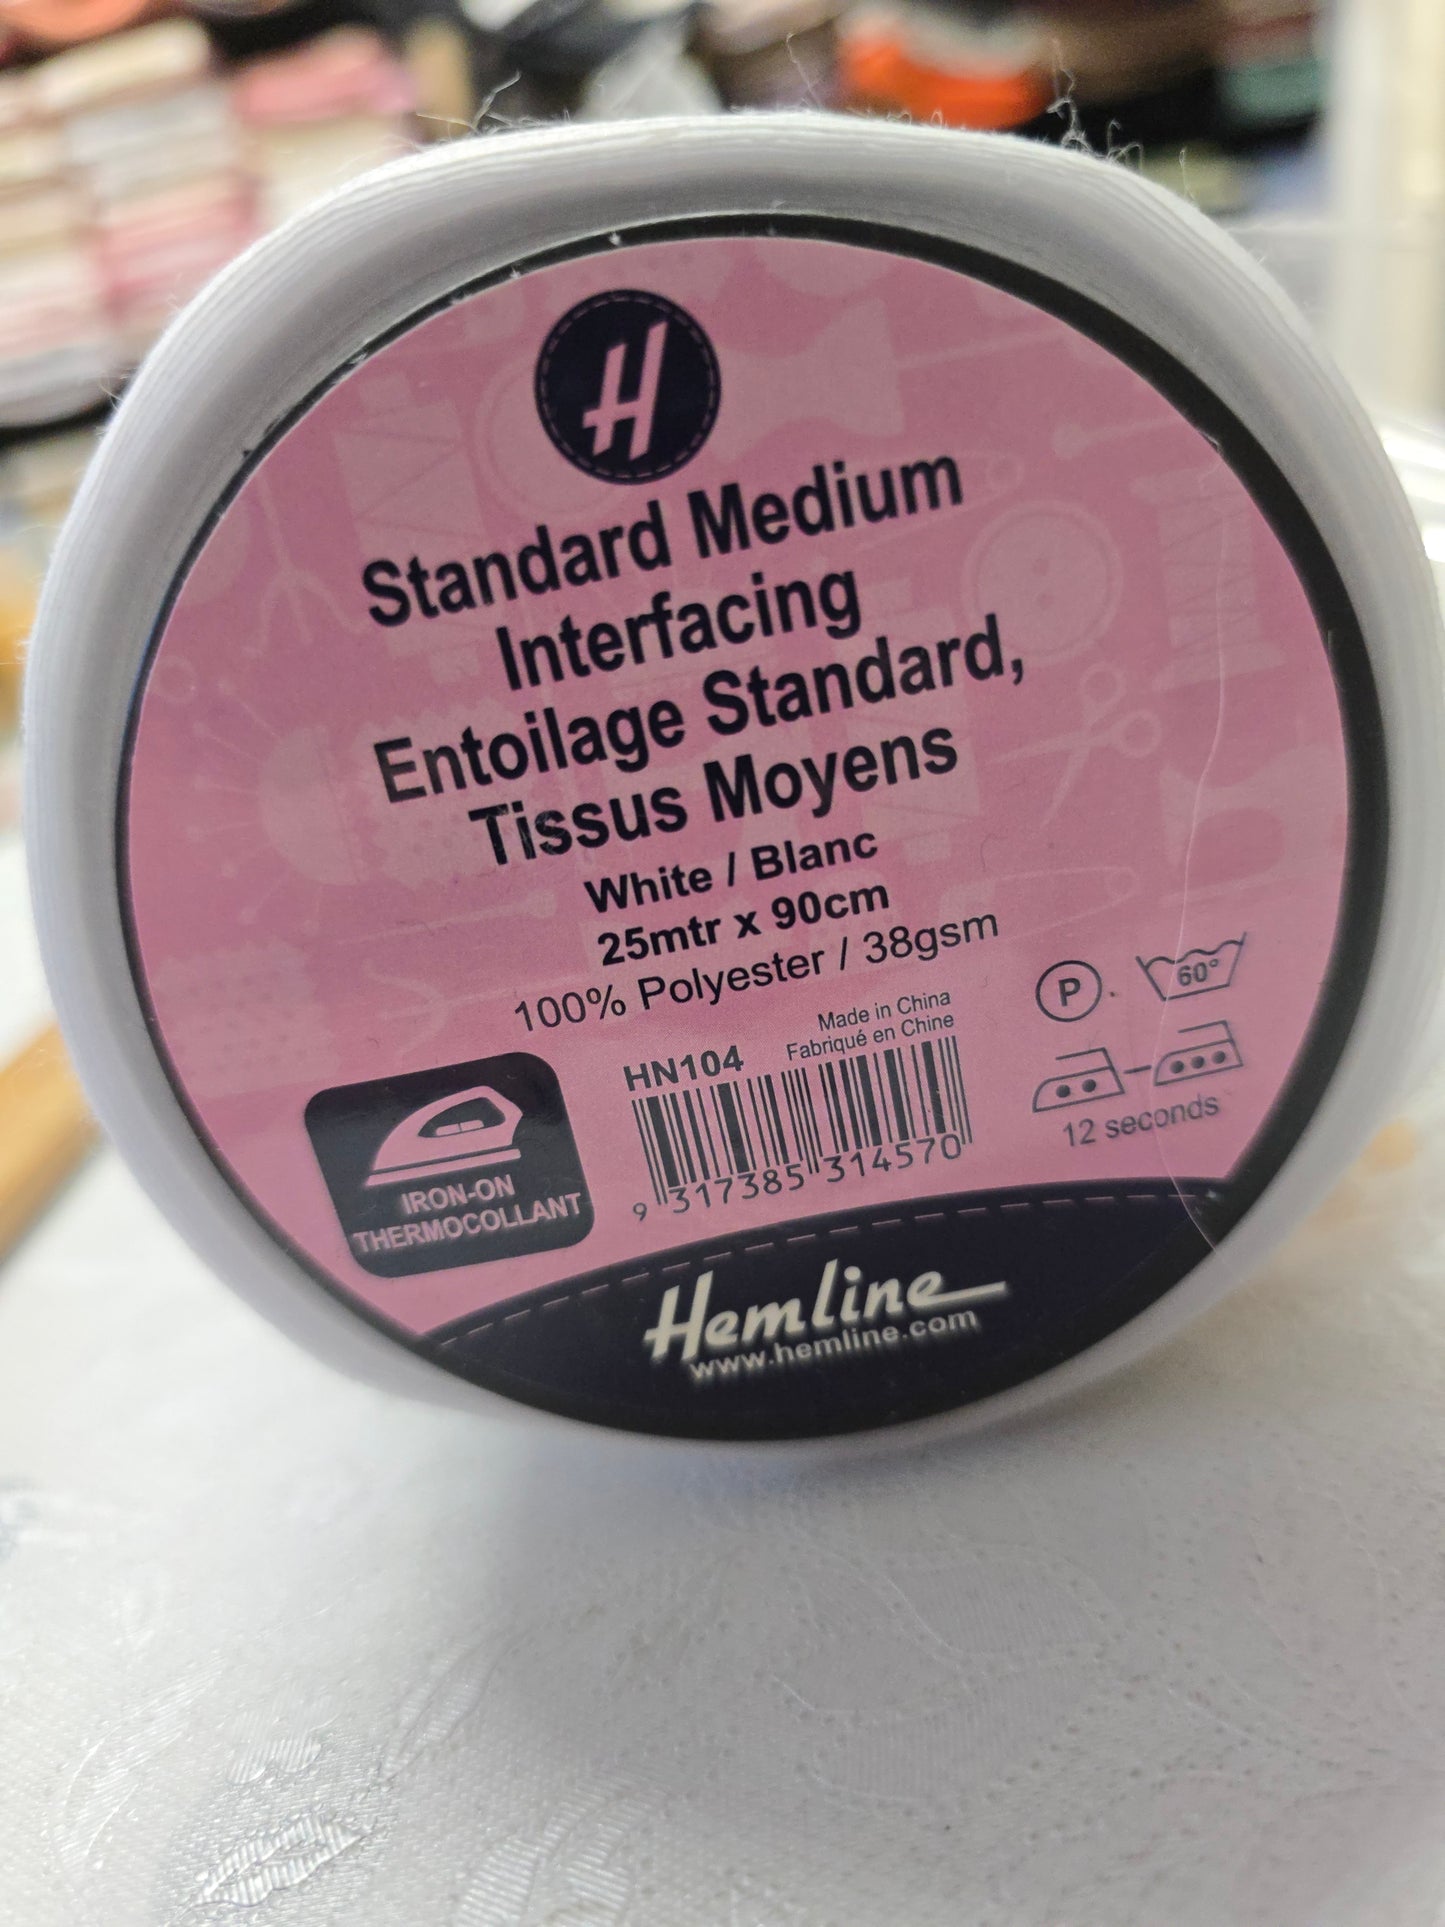 H
Standard Medium
Interfacing
Entoilage Standard,
Tissus Moyens
White / Blanc
25mtr x 90cm
100% Polyester / 38gsm
Made in China
Fabriqué en Chine
HN104
9 317385 314570
IRON-ON
THERMOCOLLANT
P
60°
12 seconds
Hemline
www.hemline.com